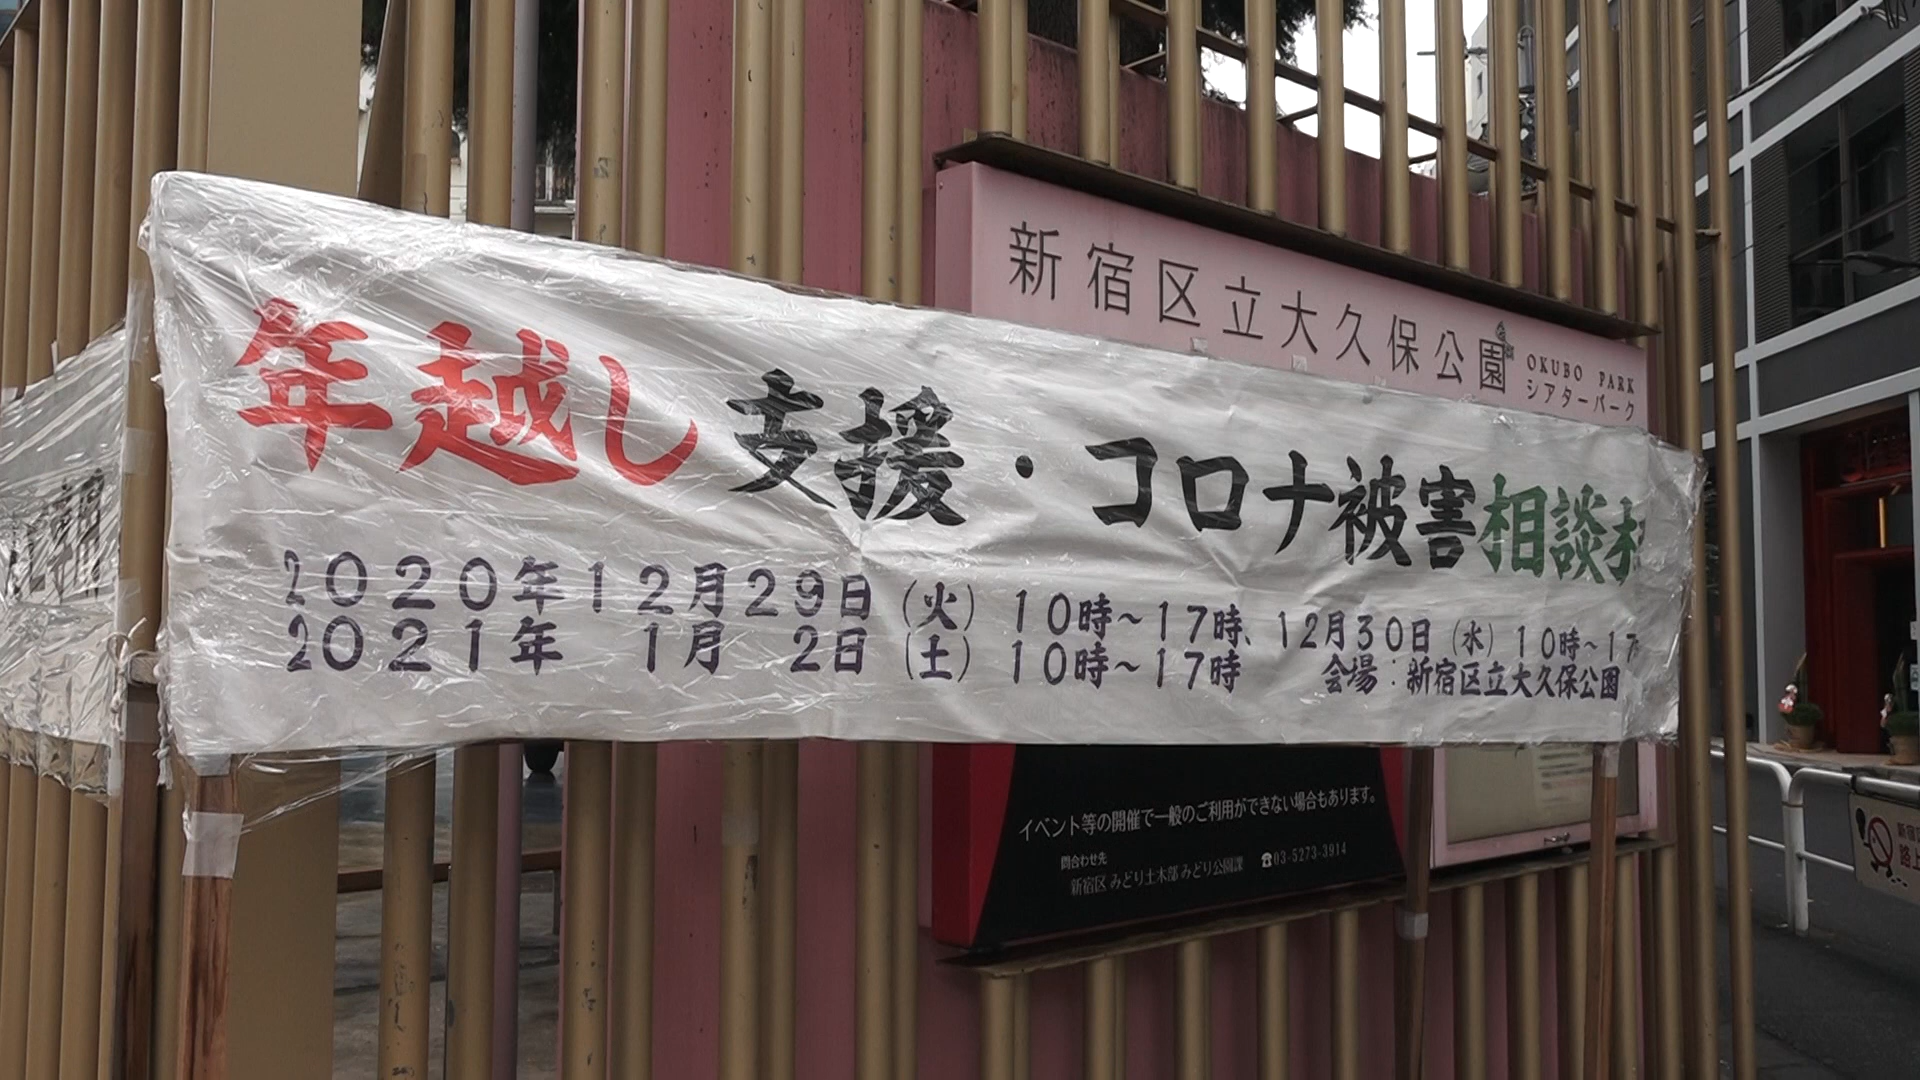 新宿区立大久保公園
OKUBO PARK
シアターパーク
年越し支援・コロナ被害相談村
2020年12月29日（火）10時～17時、12月30日（水）10時～17
2021年　1月　2日（土）10時～17時　会場：新宿区立大久保公園
イベント等の開催で一般のご利用ができない場合もあります。
問合わせ先
新宿区 みどり土木部 みどり公園課 ☎03-5273-3914